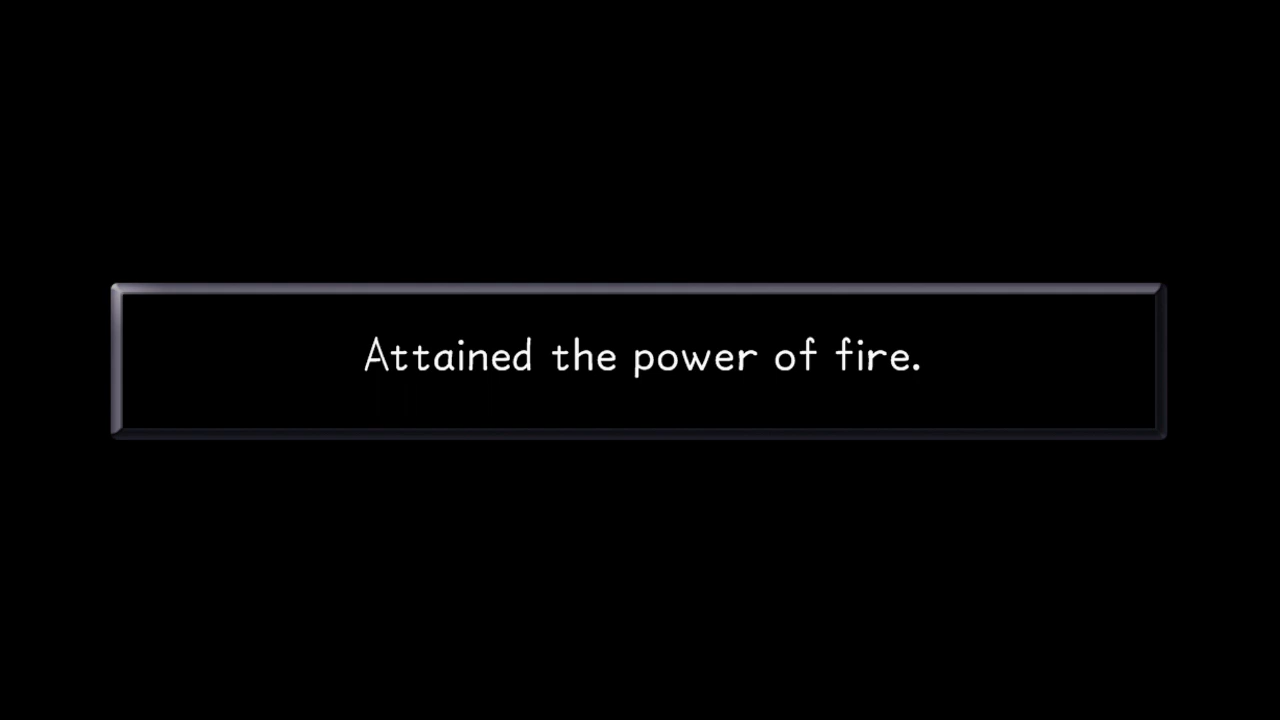 Attained the power of fire.